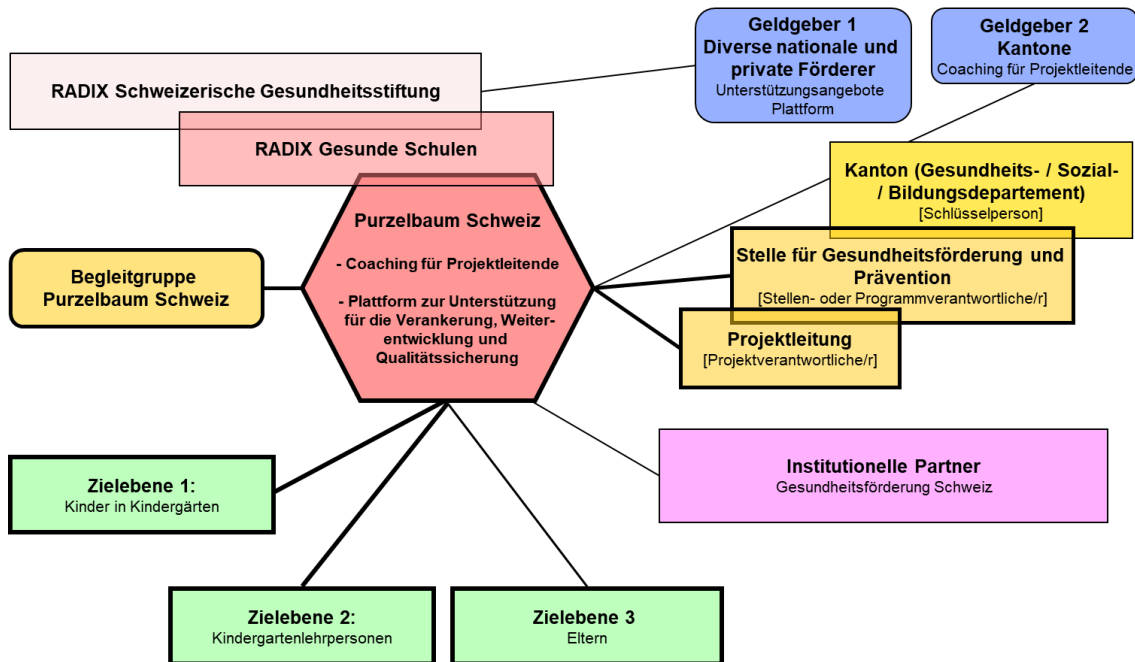 Geldgeber 1
Diverse nationale und
private Förderer
Unterstützungsangebote
Plattform
Geldgeber 2
Kantone
Coaching für Projektleitende
RADIX Schweizerische Gesundheitsstiftung
RADIX Gesunde Schulen
Kanton (Gesundheits- / Sozial-
/ Bildungsdepartement)
[Schlüsselperson]
Purzelbaum Schweiz
- Coaching für Projektleitende
- Plattform zur Unterstützung
für die Verankerung, Weiter-
entwicklung und
Qualitätssicherung
Begleitgruppe
Purzelbaum Schweiz
Stelle für Gesundheitsförderung und
Prävention
[Stellen- oder Programmverantwortliche/r]
Projektleitung
[Projektverantwortliche/r]
Institutionelle Partner
Gesundheitsförderung Schweiz
Zielebene 1:
Kinder in Kindergärten
Zielebene 2:
Kindergartenlehrpersonen
Zielebene 3
Eltern